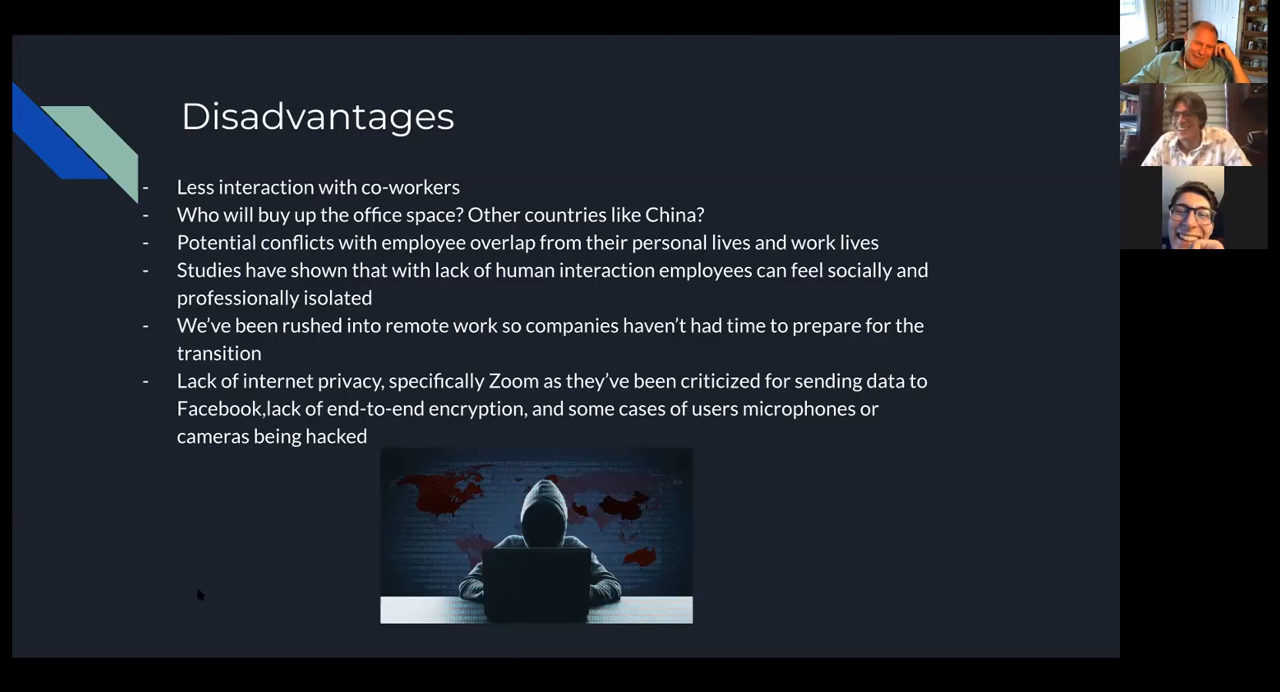 Disadvantages
- Less interaction with co-workers
- Who will buy up the office space? Other countries like China?
- Potential conflicts with employee overlap from their personal lives and work lives
- Studies have shown that with lack of human interaction employees can feel socially and
professionally isolated
- We’ve been rushed into remote work so companies haven’t had time to prepare for the
transition
- Lack of internet privacy, specifically Zoom as they’ve been criticized for sending data to
Facebook,lack of end-to-end encryption, and some cases of users microphones or
cameras being hacked